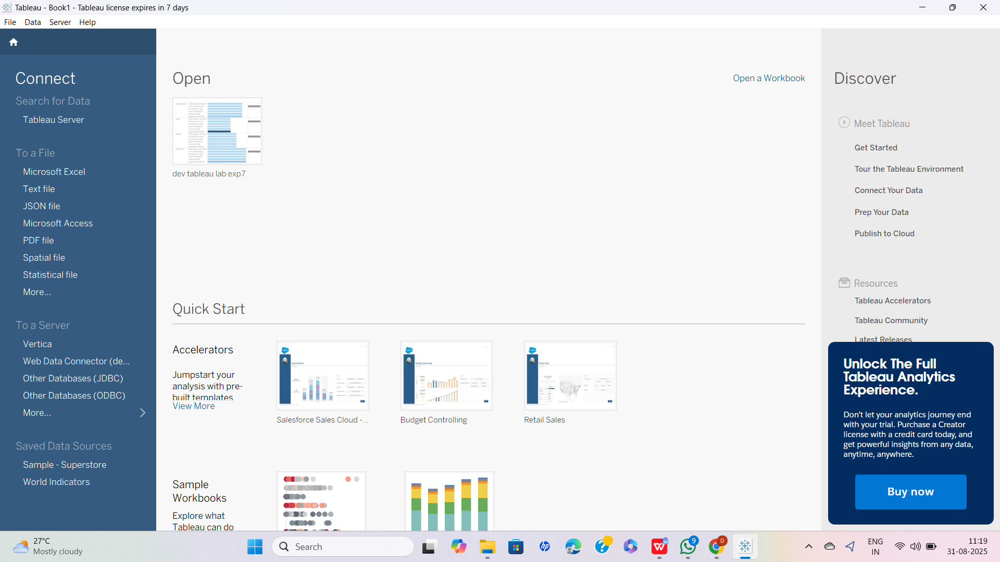 Tableau - Book1 - Tableau license expires in 7 days
File Data Server Help
Connect
Search for Data
Tableau Server
To a File
Microsoft Excel
Text file
JSON file
Microsoft Access
PDF file
Spatial file
Statistical file
More...
To a Server
Vertica
Web Data Connector (de...
Other Databases (JDBC)
Other Databases (ODBC)
More...
Saved Data Sources
Sample - Superstore
World Indicators
Open
Open a Workbook
dev tableau lab exp7
Quick Start
Accelerators
Jumpstart your
analysis with pre-
built templates
View More
Sales Pipeline
Salesforce Sales Cloud -...
Budget Controlling
Budget Controlling
Retail Sales
Retail Sales
Sample
Workbooks
Explore what
Tableau can do
Discover
Meet Tableau
Get Started
Tour the Tableau Environment
Connect Your Data
Prep Your Data
Publish to Cloud
Resources
Tableau Accelerators
Tableau Community
Latest Releases
Unlock The Full
Tableau Analytics
Experience.
Don't let your analytics journey end
with your trial. Purchase a Creator
license with a credit card today, and
get powerful insights from any data,
anytime, anywhere.
Buy now
27°C
Mostly cloudy
Search
hp
W
9
D
ENG
IN
11:19
31-08-2025